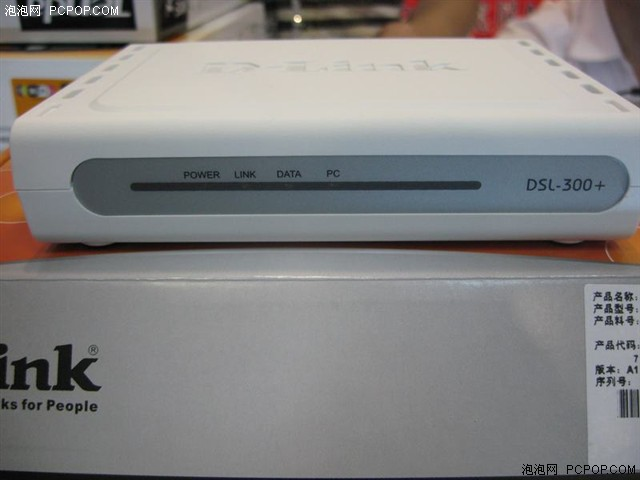 泡泡网 PCPOP.COM
D-Link
POWER LINK DATA PC
DSL-300+
产品名称:
产品型号:
产品料号:
产品代码:
7
版本: A1
序列号:
ink®
ks for People
泡泡网 PCPOP.COM